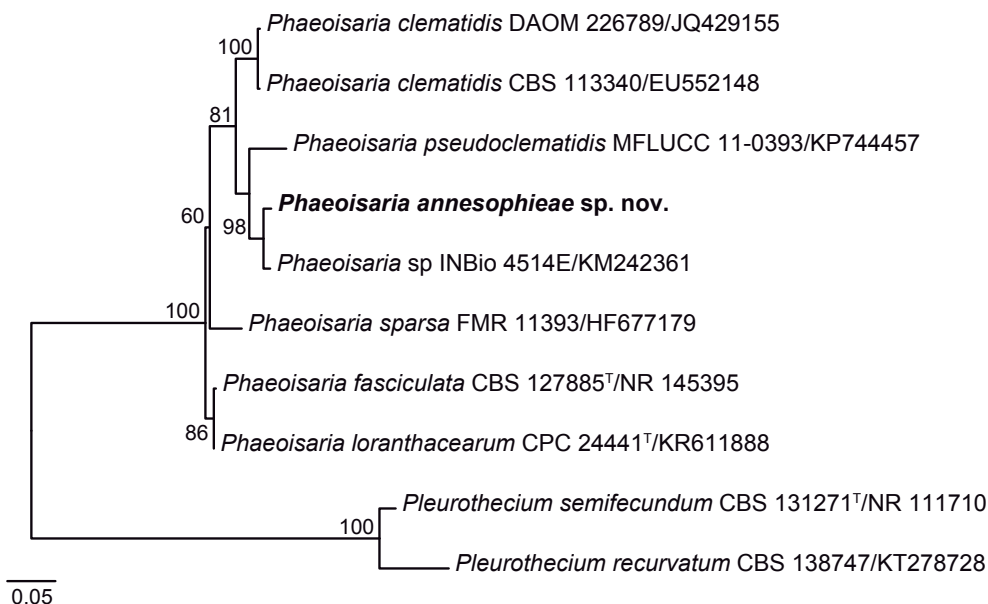 Phaeoisaria clematidis DAOM 226789/JQ429155
100
Phaeoisaria clematidis CBS 113340/EU552148
81
Phaeoisaria pseudoclematidis MFLUCC 11-0393/KP744457
Phaeoisaria annesophieae sp. nov.
60
98
Phaeoisaria sp INBio 4514E/KM242361
100
Phaeoisaria sparsa FMR 11393/HF677179
Phaeoisaria fasciculata CBS 127885ᵀ/NR 145395
86
Phaeoisaria loranthacearum CPC 24441ᵀ/KR611888
Pleurothecium semifecundum CBS 131271ᵀ/NR 111710
100
Pleurothecium recurvatum CBS 138747/KT278728
0.05